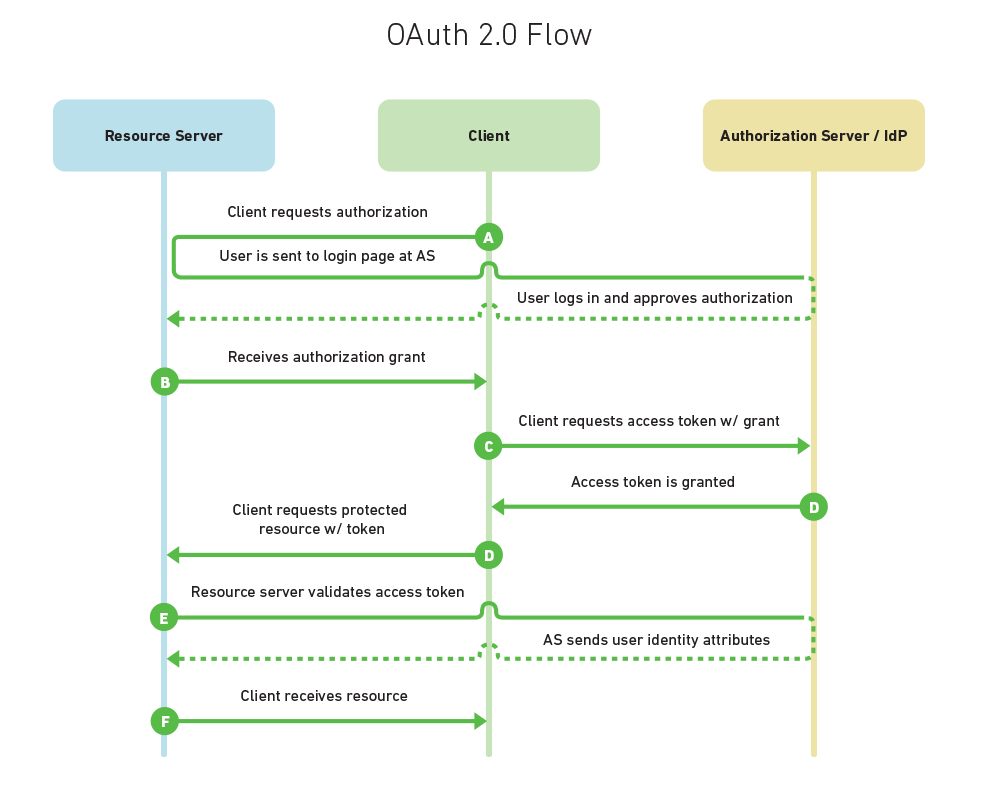 OAuth 2.0 Flow
Resource Server
Client
Authorization Server / IdP
Client requests authorization
A
User is sent to login page at AS
User logs in and approves authorization
Receives authorization grant
B
Client requests access token w/ grant
C
Access token is granted
D
Client requests protected
resource w/ token
D
Resource server validates access token
E
AS sends user identity attributes
Client receives resource
F